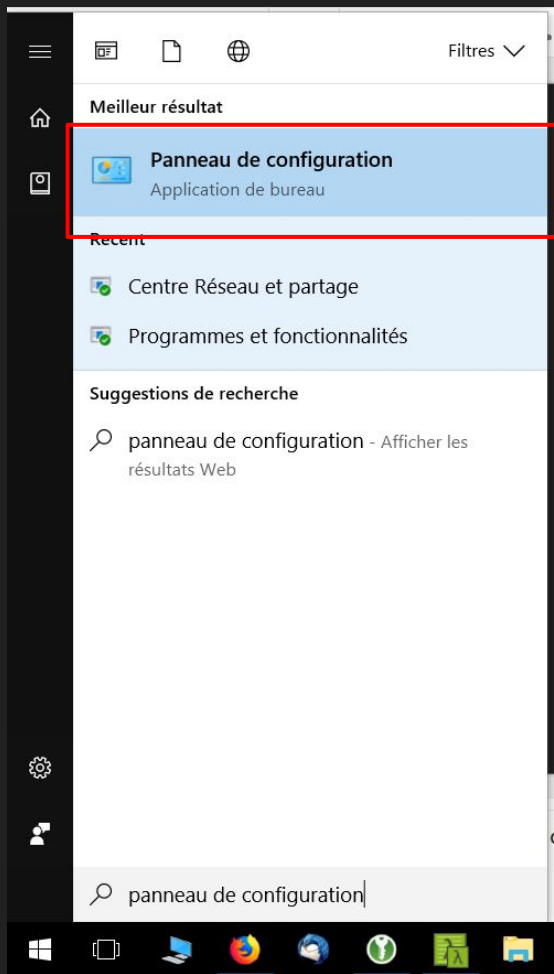 Filtres
Meilleur résultat
Panneau de configuration
Application de bureau
Récent
Centre Réseau et partage
Programmes et fonctionnalités
Suggestions de recherche
panneau de configuration - Afficher les
résultats Web
panneau de configuration